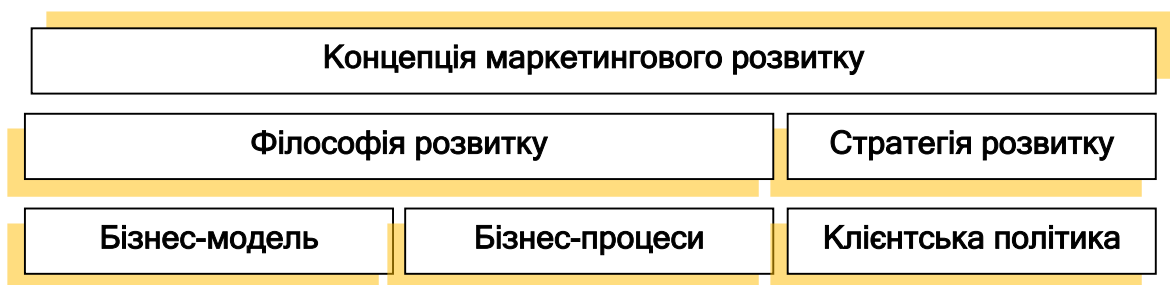 Концепція маркетингового розвитку
Філософія розвитку
Стратегія розвитку
Бізнес-модель
Бізнес-процеси
Клієнтська політика